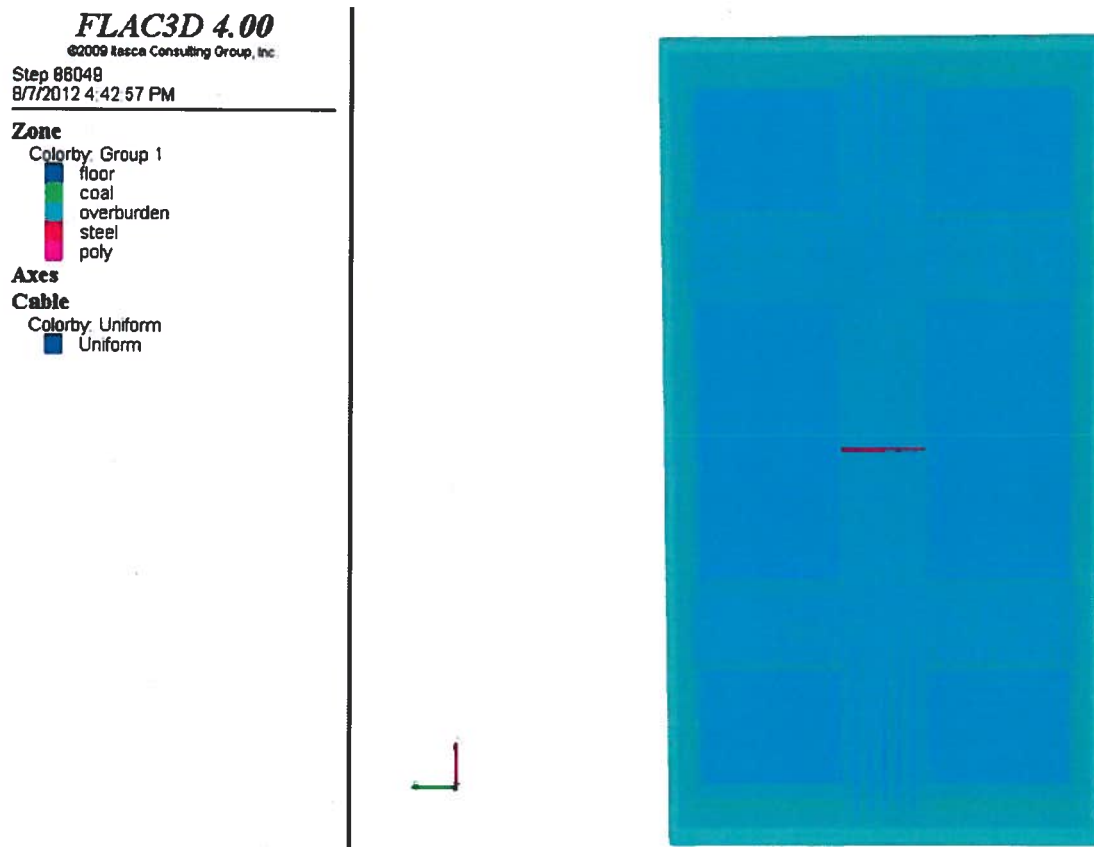 FLAC3D 4.00
©2009 Itasca Consulting Group, Inc.
Step 86048
8/7/2012 4:42:57 PM
Zone
Colorby: Group 1
floor
coal
overburden
steel
poly
Axes
Cable
Colorby: Uniform
Uniform